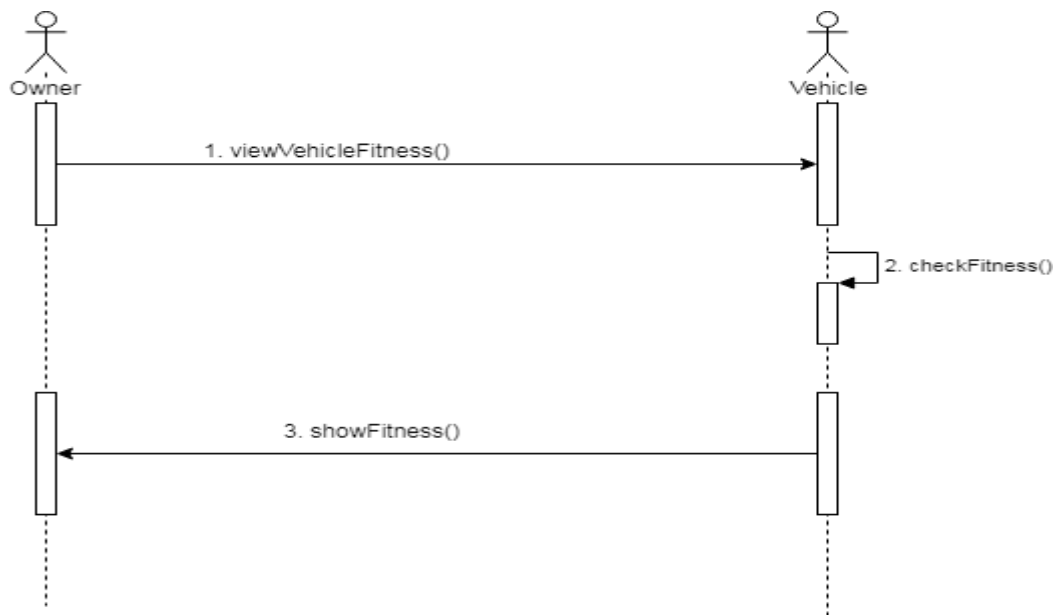 Owner
Vehicle
1. viewVehicleFitness()
2. checkFitness()
3. showFitness()